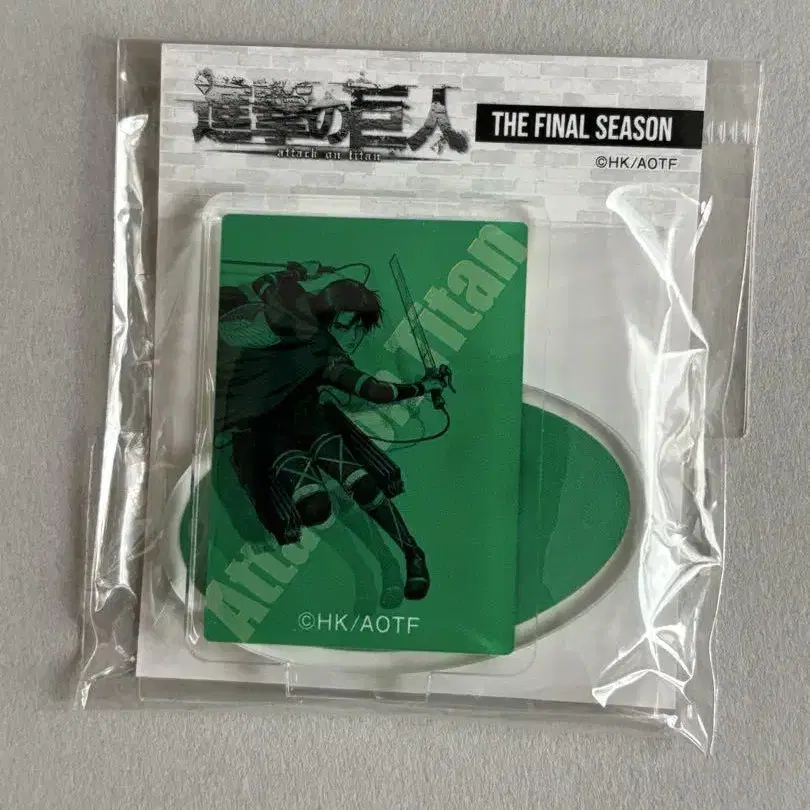 進撃の巨人
attack on titan
THE FINAL SEASON
©HK/AOTF
Attack on Titan
©HK/AOTF